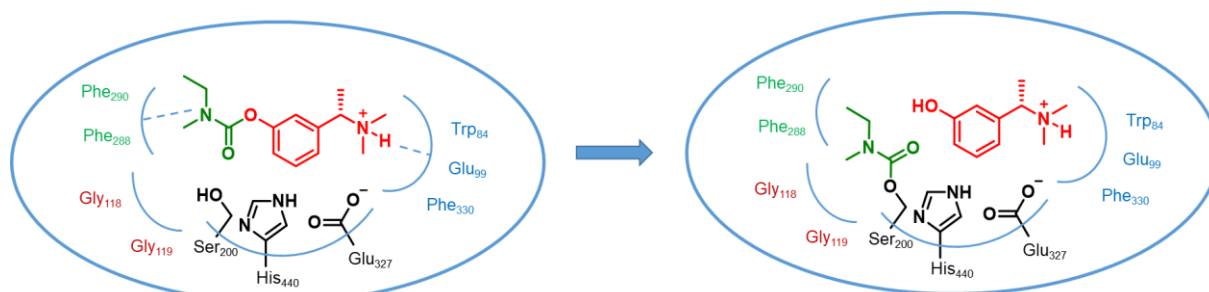 Phe290
Phe288
Gly118
Gly119
N
O
O
N
H
+
HO
NH
N
O
O
−
Ser200
His440
Glu327
Trp84
Glu99
Phe330
Phe290
Phe288
Gly118
Gly119
HO
N
H
+
N
O
O
NH
N
O
O
−
Ser200
His440
Glu327
Trp84
Glu99
Phe330